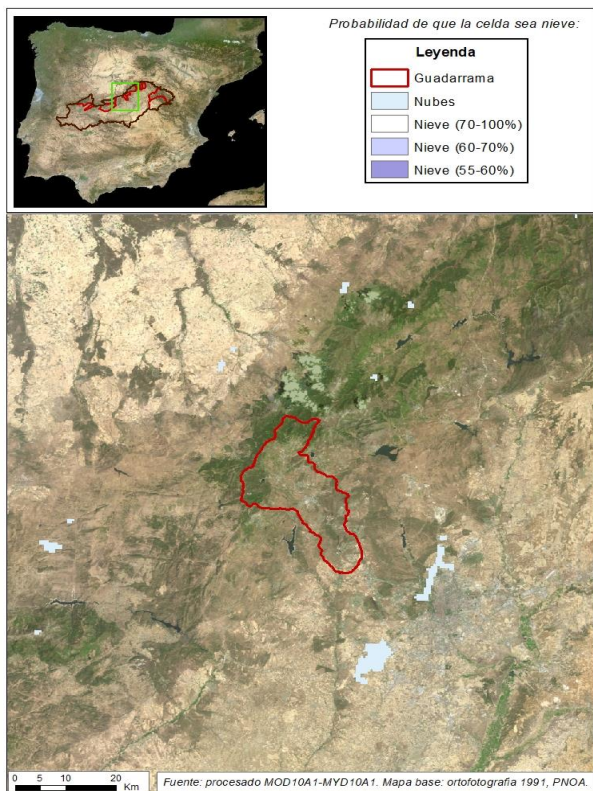 Probabilidad de que la celda sea nieve:
Leyenda
Guadarrama
Nubes
Nieve (70-100%)
Nieve (60-70%)
Nieve (55-60%)
0 5 10 20
Km
Fuente: procesado MOD10A1-MYD10A1. Mapa base: ortofotografia 1991, PNOA.